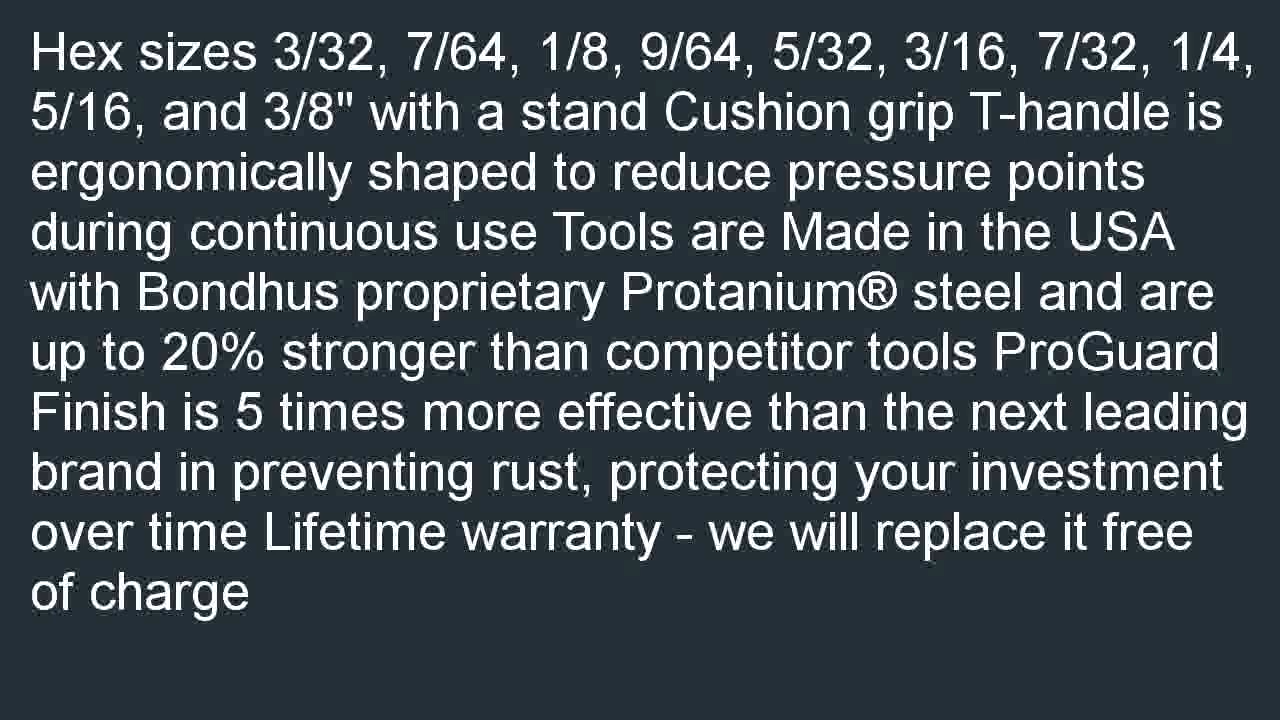 Hex sizes 3/32, 7/64, 1/8, 9/64, 5/32, 3/16, 7/32, 1/4,
5/16, and 3/8" with a stand Cushion grip T-handle is
ergonomically shaped to reduce pressure points
during continuous use Tools are Made in the USA
with Bondhus proprietary Protanium® steel and are
up to 20% stronger than competitor tools ProGuard
Finish is 5 times more effective than the next leading
brand in preventing rust, protecting your investment
over time Lifetime warranty - we will replace it free
of charge